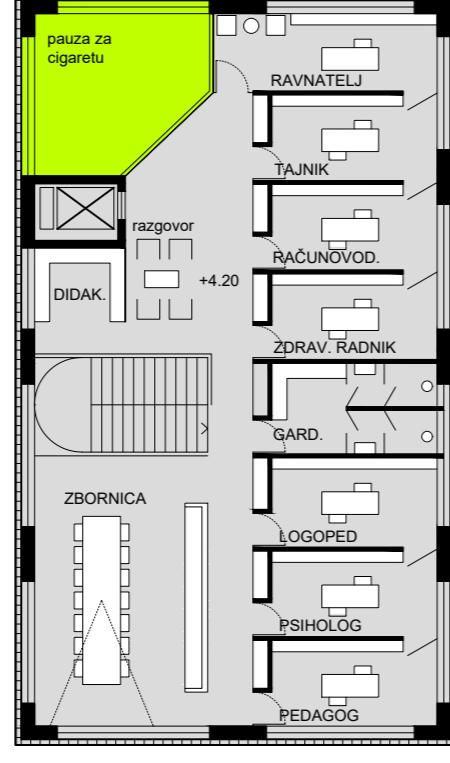 pauza za
cigaretu
RAVNATELJ
TAJNIK
razgovor
RAČUNOVOD.
+4.20
DIDAK.
ZDRAV. RADNIK
GARD.
ZBORNICA
LOGOPED
PSIHOLOG
PEDAGOG